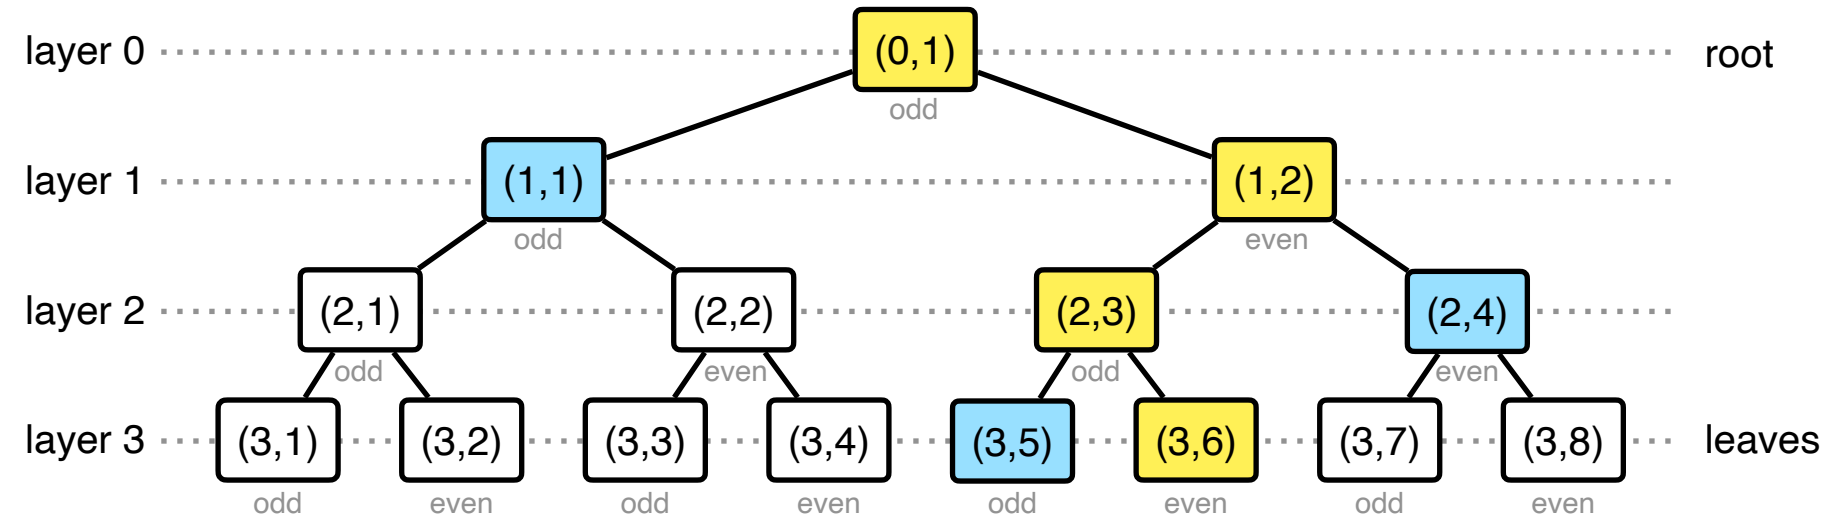 layer 0 (0,1) root
odd
layer 1 (1,1) (1,2)
odd even
layer 2 (2,1) (2,2) (2,3) (2,4)
odd even odd even
layer 3 (3,1) (3,2) (3,3) (3,4) (3,5) (3,6) (3,7) (3,8) leaves
odd even odd even odd even odd even